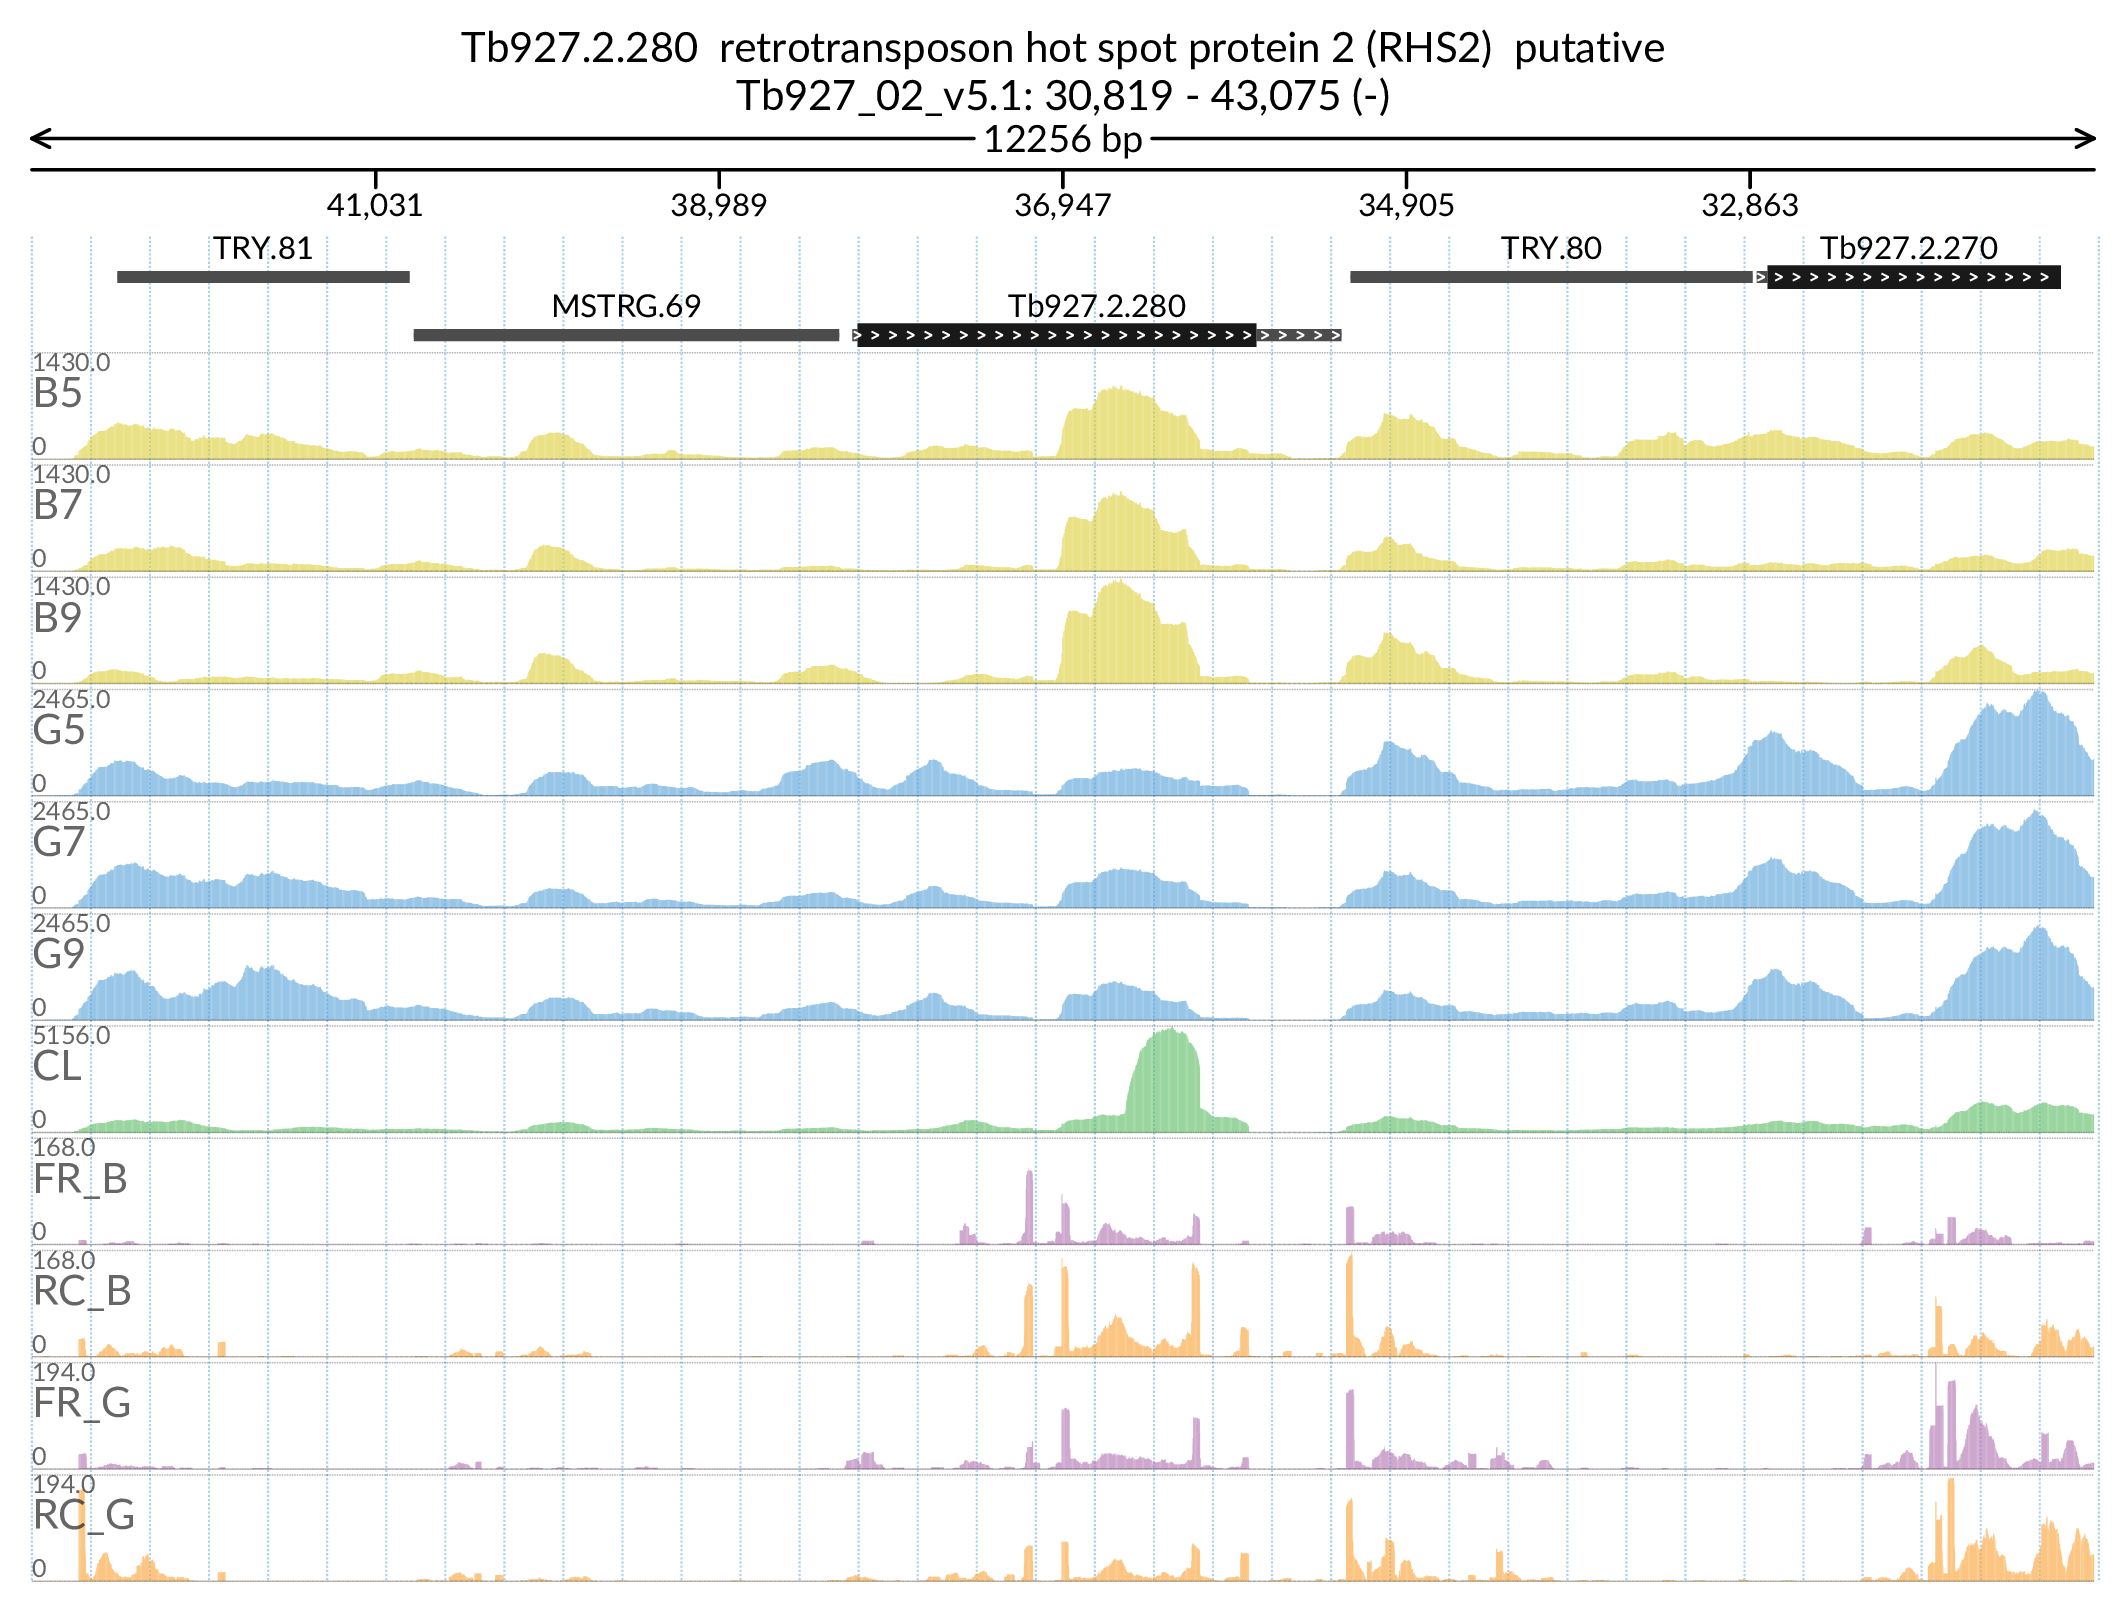 Tb927.2.280  retrotransposon hot spot protein 2 (RHS2)  putative
Tb927_02_v5.1: 30,819 - 43,075 (-)
12256 bp
41,031 38,989 36,947 34,905 32,863
TRY.81 TRY.80 Tb927.2.270
MSTRG.69 Tb927.2.280
1430.0
B5
0
1430.0
B7
0
1430.0
B9
0
2465.0
G5
0
2465.0
G7
0
2465.0
G9
0
5156.0
CL
0
168.0
FR_B
0
168.0
RC_B
0
194.0
FR_G
0
194.0
RC_G
0